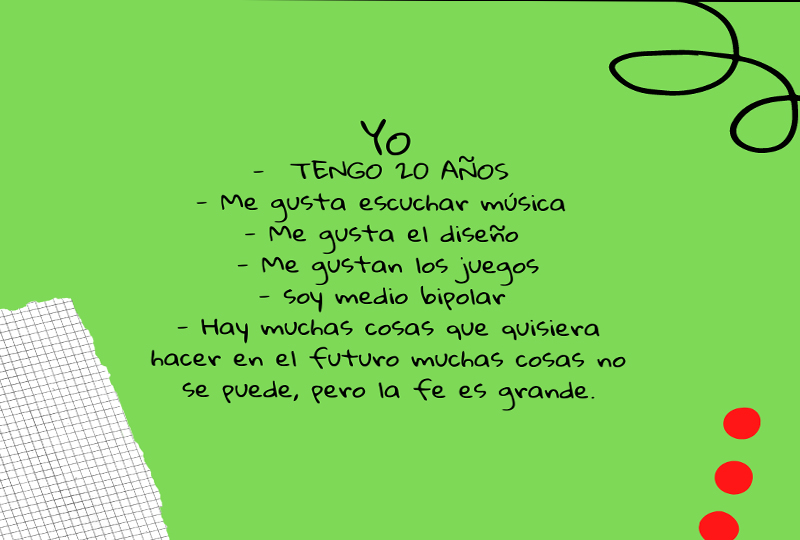 Yo
- TENGO 20 AÑOS
- Me gusta escuchar música
- Me gusta el diseño
- Me gustan los juegos
- soy medio bipolar
- Hay muchas cosas que quisiera
hacer en el futuro muchas cosas no
se puede, pero la fe es grande.